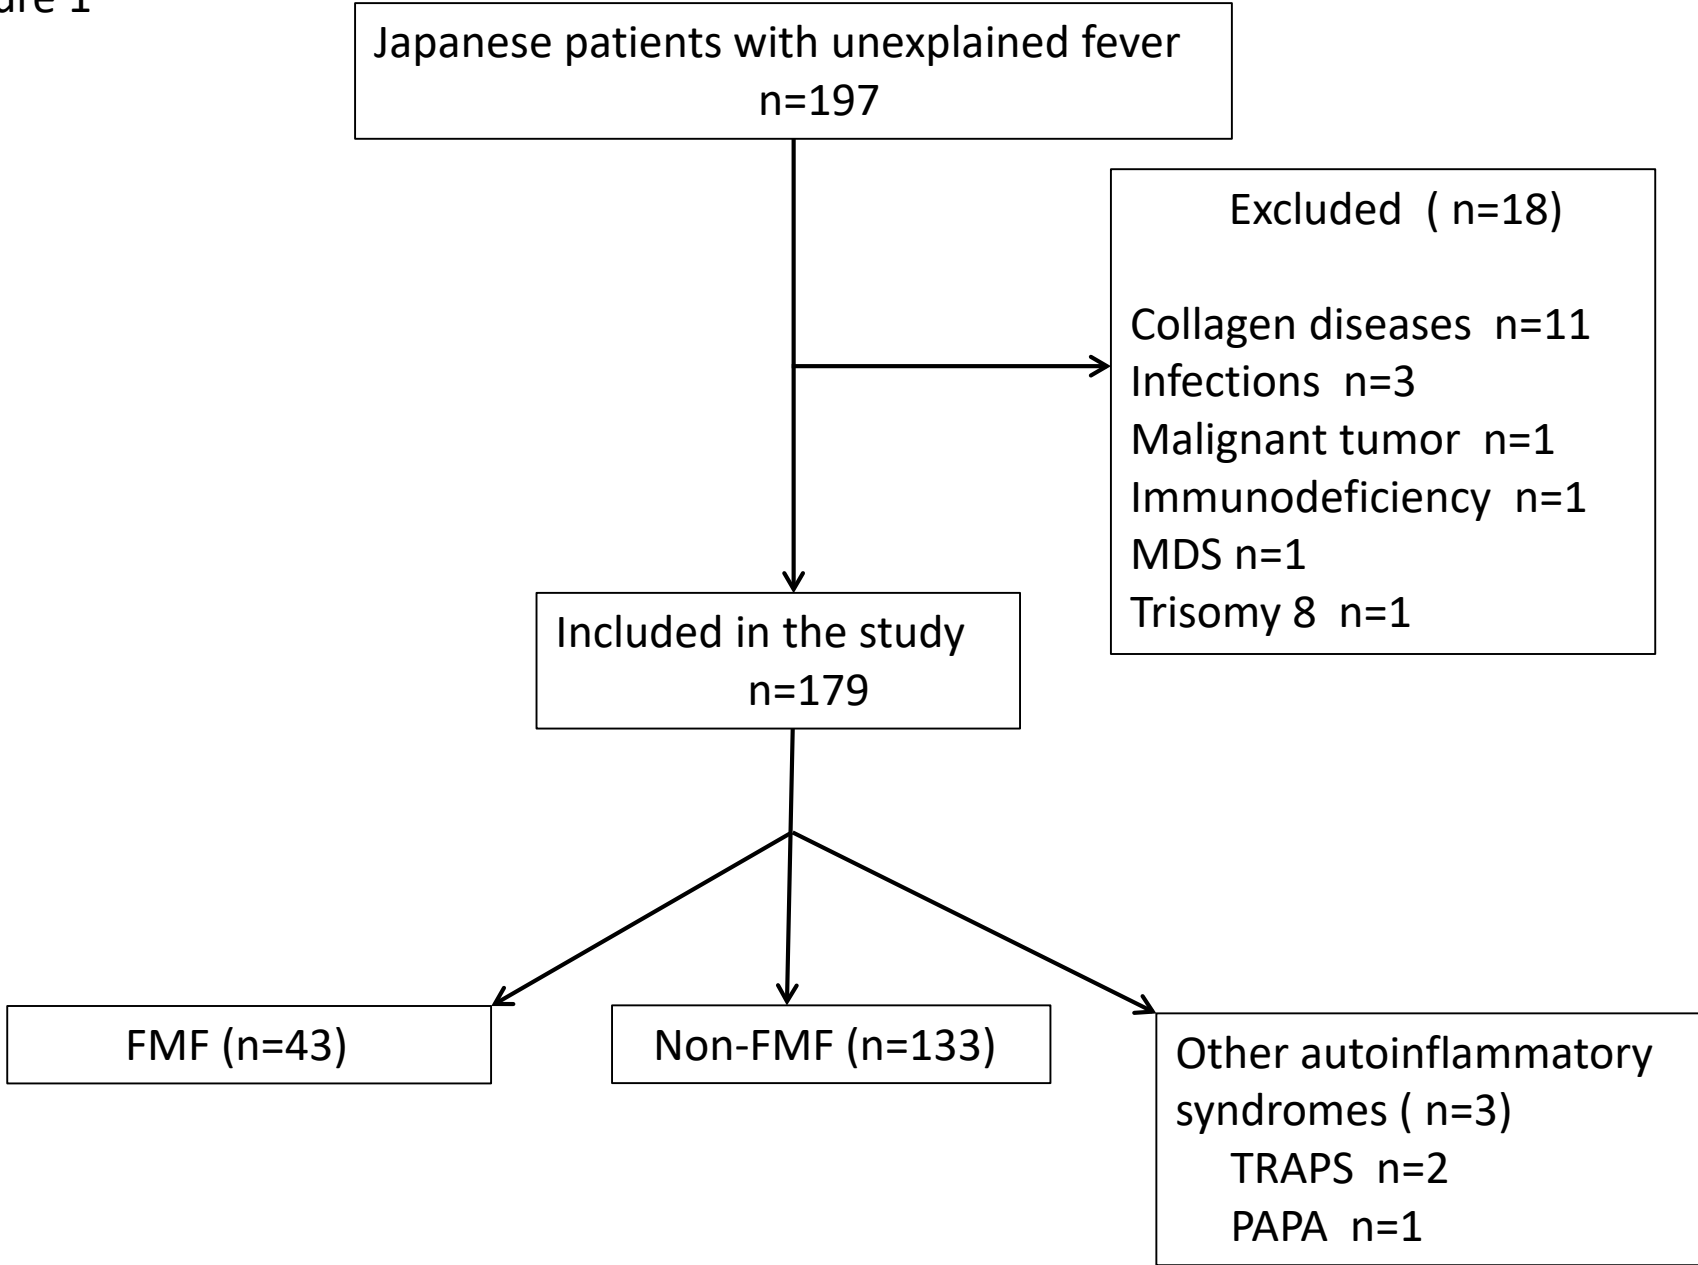 ure 1
Japanese patients with unexplained fever
n=197
Excluded ( n=18)
Collagen diseases n=11
Infections n=3
Malignant tumor n=1
Immunodeficiency n=1
MDS n=1
Trisomy 8 n=1
Included in the study
n=179
FMF (n=43)
Non-FMF (n=133)
Other autoinflammatory
syndromes ( n=3)
TRAPS n=2
PAPA n=1